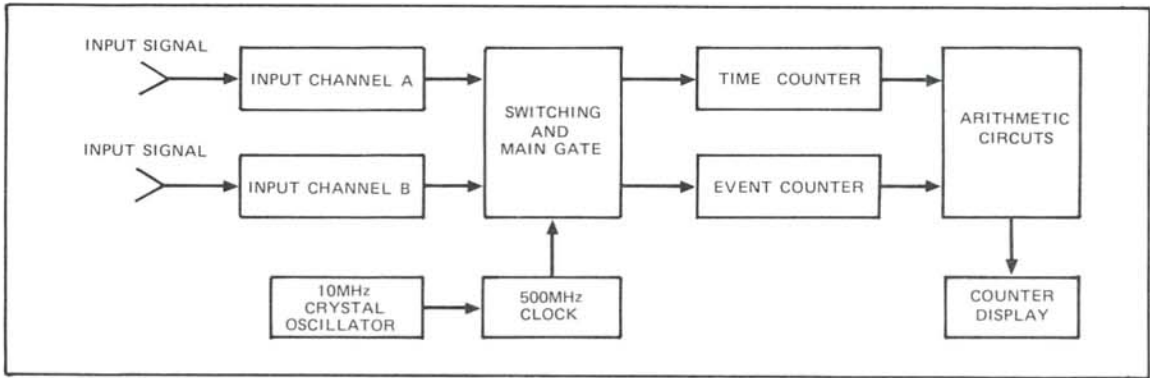 INPUT SIGNAL
INPUT CHANNEL A
TIME COUNTER
SWITCHING
AND
MAIN GATE
ARITHMETIC
CIRCUTS
INPUT SIGNAL
INPUT CHANNEL B
EVENT COUNTER
10MHz
CRYSTAL
OSCILLATOR
500MHz
CLOCK
COUNTER
DISPLAY